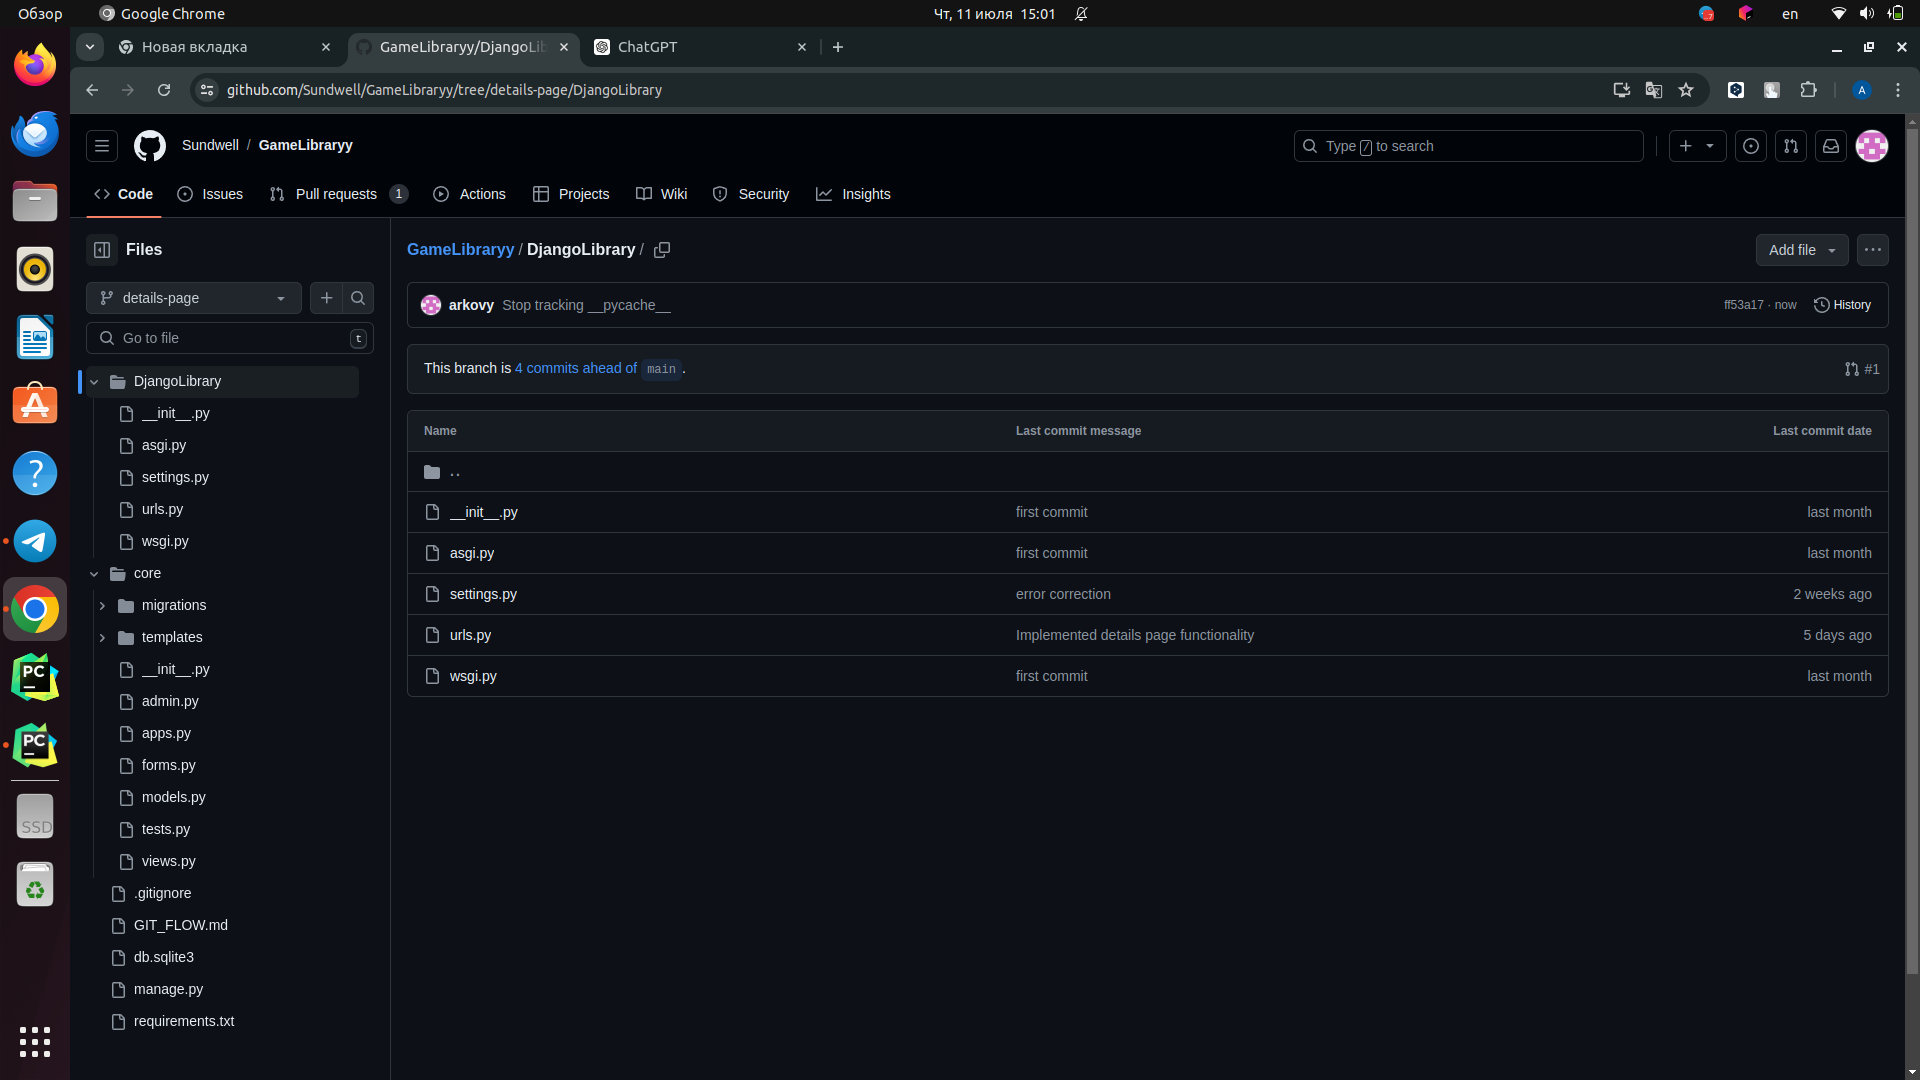 Обзор
Google Chrome
Чт, 11 июля 15:01
en
Новая вкладка
GameLibraryy/DjangoLib
ChatGPT
github.com/Sundwell/GameLibraryy/tree/details-page/DjangoLibrary
A
Sundwell / GameLibraryy
Type / to search
Code
Issues
Pull requests 1
Actions
Projects
Wiki
Security
Insights
Files
GameLibraryy / DjangoLibrary /
Add file
details-page
arkovy Stop tracking __pycache__
ff53a17 · now
History
Go to file
t
This branch is 4 commits ahead of main .
#1
DjangoLibrary
__init__.py
asgi.py
settings.py
urls.py
wsgi.py
core
migrations
templates
__init__.py
admin.py
apps.py
forms.py
models.py
tests.py
views.py
.gitignore
GIT_FLOW.md
db.sqlite3
manage.py
requirements.txt
Name Last commit message Last commit date
..
__init__.py first commit last month
asgi.py first commit last month
settings.py error correction 2 weeks ago
urls.py Implemented details page functionality 5 days ago
wsgi.py first commit last month
PC
PC
SSD